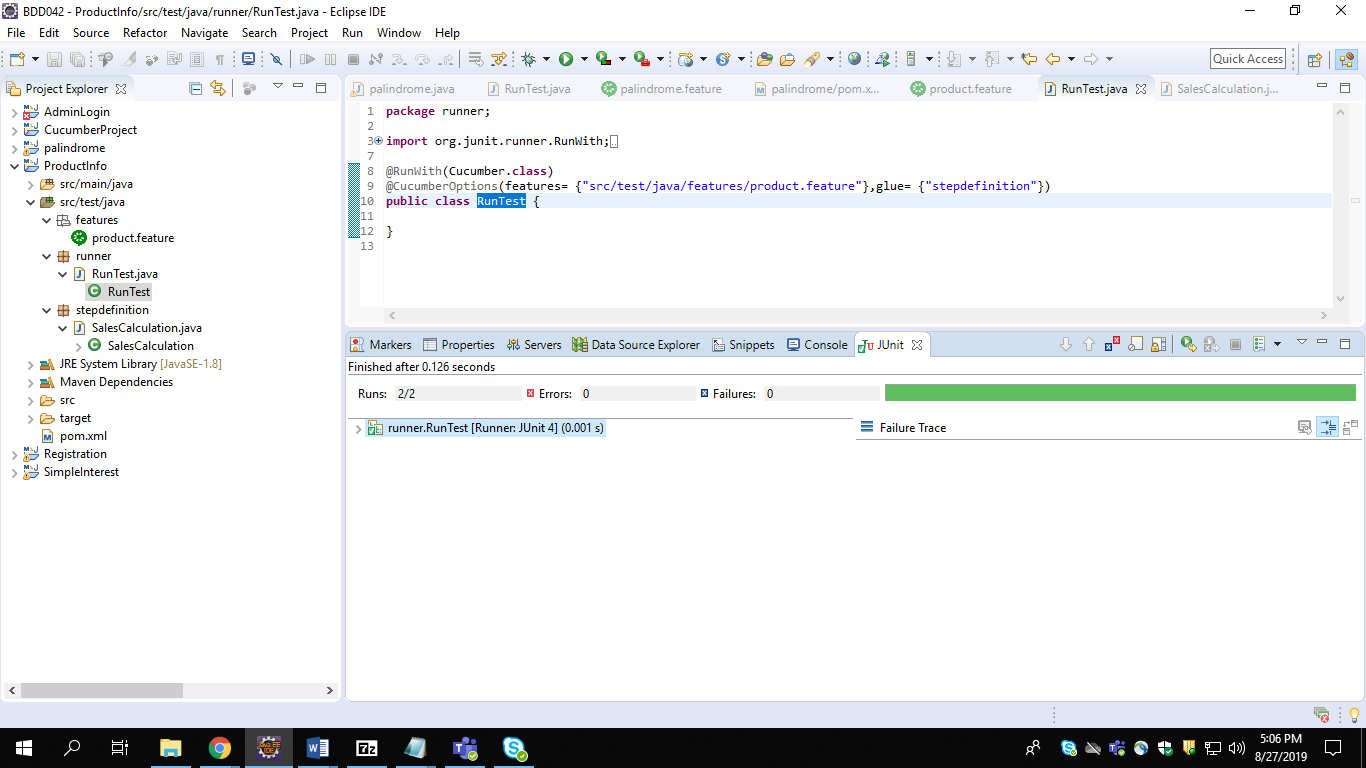 BDD042 - ProductInfo/src/test/java/runner/RunTest.java - Eclipse IDE
File Edit Source Refactor Navigate Search Project Run Window Help
Quick Access
Project Explorer
AdminLogin
CucumberProject
palindrome
ProductInfo
src/main/java
src/test/java
features
product.feature
runner
RunTest.java
RunTest
stepdefinition
SalesCalculation.java
SalesCalculation
JRE System Library [JavaSE-1.8]
Maven Dependencies
src
target
pom.xml
Registration
SimpleInterest
palindrome.java RunTest.java palindrome.feature palindrome/pom.x... product.feature RunTest.java SalesCalculation.j...
1 package runner;
2
3 import org.junit.runner.RunWith;
7
8 @RunWith(Cucumber.class)
9 @CucumberOptions(features= {"src/test/java/features/product.feature"},glue= {"stepdefinition"})
10 public class RunTest {
11
12 }
13
Markers Properties Servers Data Source Explorer Snippets Console JUnit
Finished after 0.126 seconds
Runs: 2/2 Errors: 0 Failures: 0
runner.RunTest [Runner: JUnit 4] (0.001 s)
Failure Trace
5:06 PM
8/27/2019